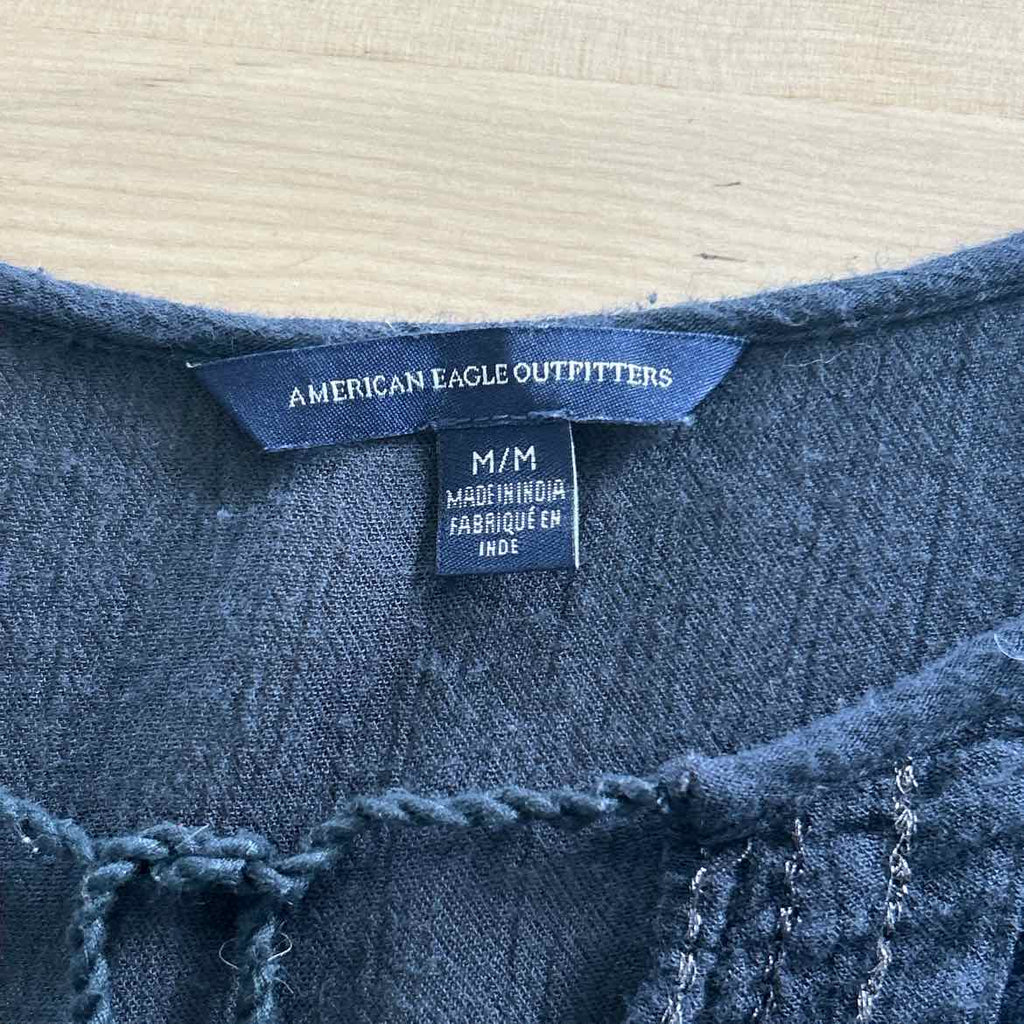 AMERICAN EAGLE OUTFITTERS
M/M
MADE IN INDIA
FABRIQUÉ EN
INDE